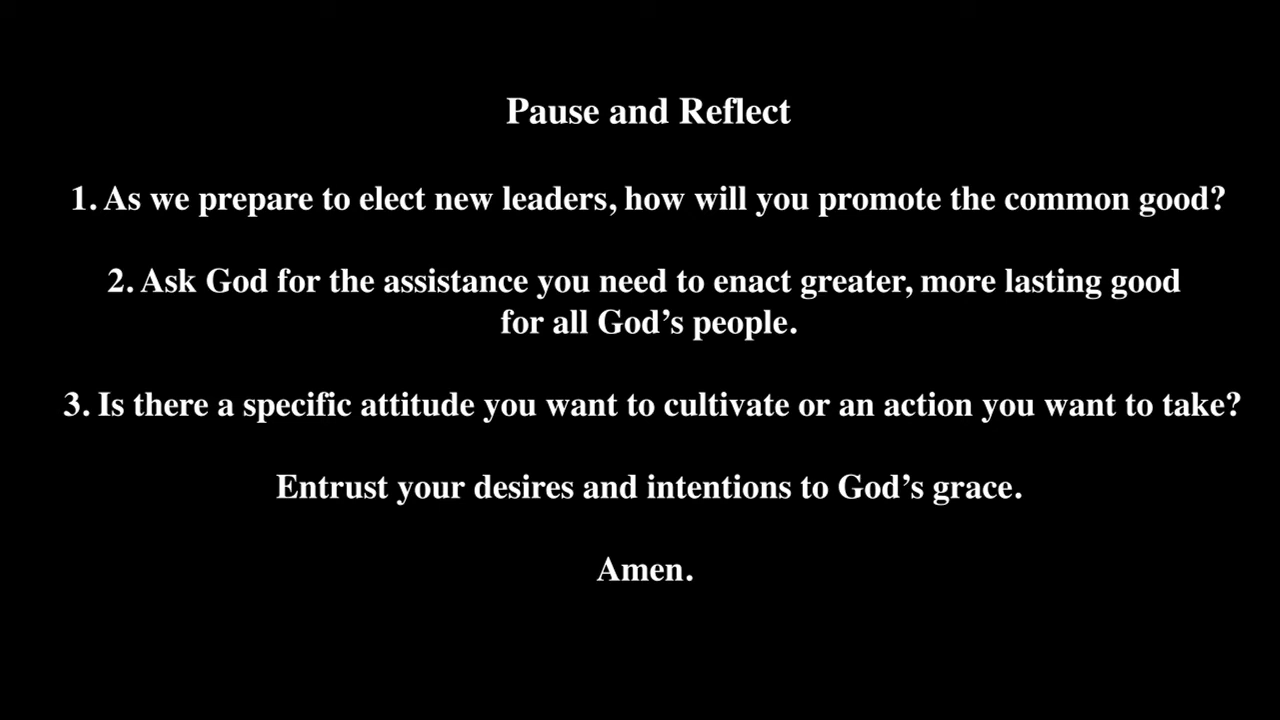 Pause and Reflect
1. As we prepare to elect new leaders, how will you promote the common good?
2. Ask God for the assistance you need to enact greater, more lasting good
for all God’s people.
3. Is there a specific attitude you want to cultivate or an action you want to take?
Entrust your desires and intentions to God’s grace.
Amen.